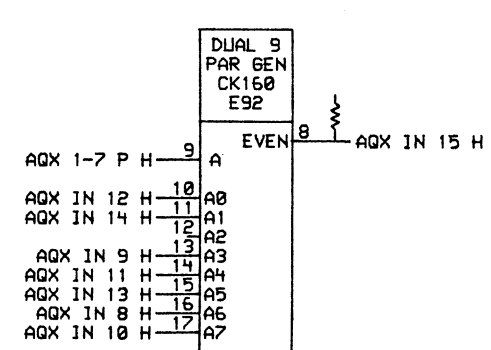 DUAL 9
PAR GEN
CK160
E92
EVEN 8 AQX IN 15 H
AQX 1-7 P H 9 A
AQX IN 12 H 10 A0
AQX IN 14 H 11 A1
12 A2
AQX IN 9 H 13 A3
AQX IN 11 H 14 A4
AQX IN 13 H 15 A5
AQX IN 8 H 16 A6
AQX IN 10 H 17 A7